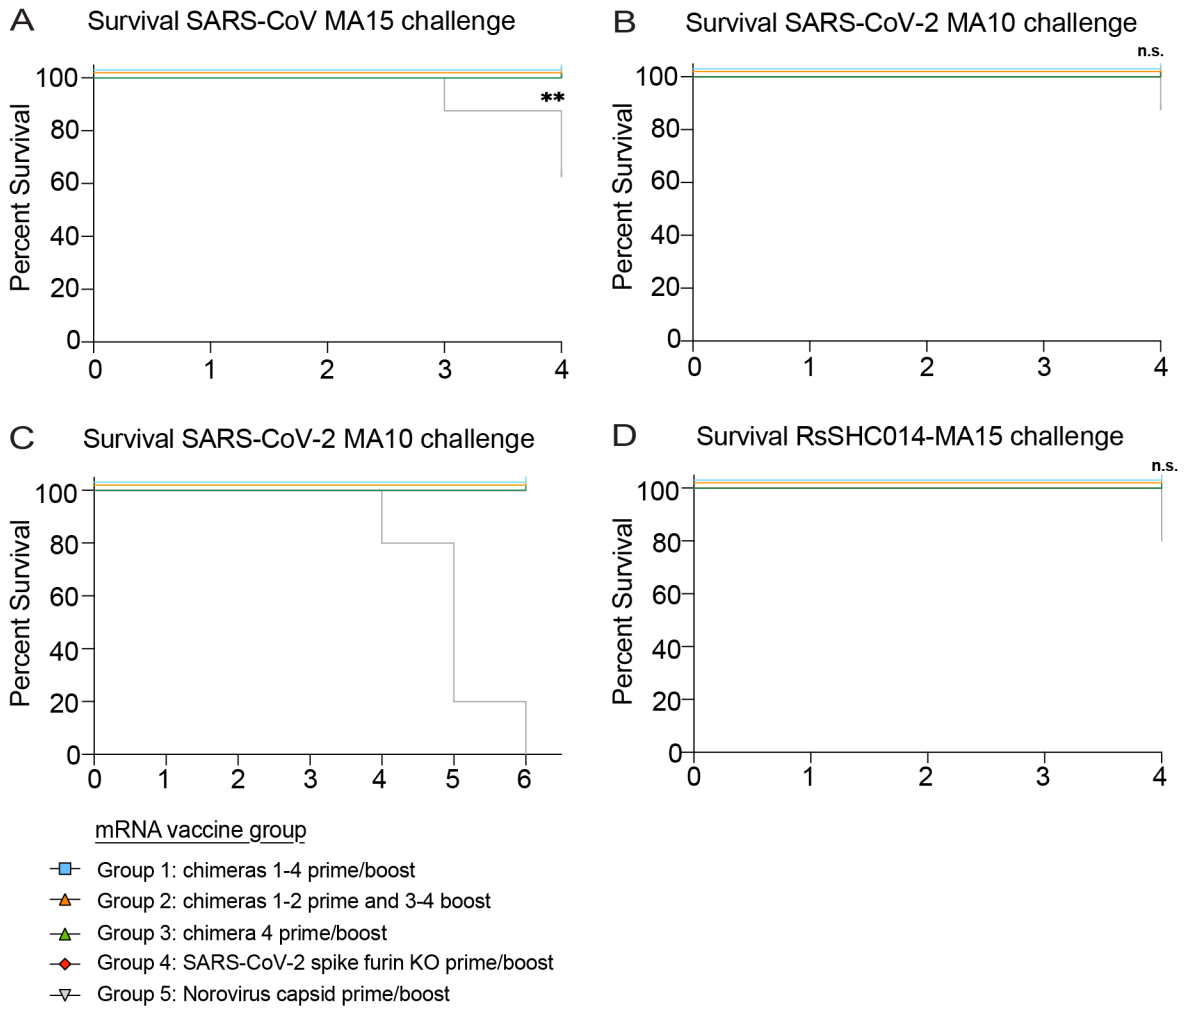 A
Survival SARS-CoV MA15 challenge
Percent Survival
100
80
60
40
20
0
**
0 1 2 3 4
B
Survival SARS-CoV-2 MA10 challenge
n.s.
Percent Survival
100
80
60
40
20
0
0 1 2 3 4
C
Survival SARS-CoV-2 MA10 challenge
Percent Survival
100
80
60
40
20
0
0 1 2 3 4 5 6
D
Survival RsSHC014-MA15 challenge
n.s.
Percent Survival
100
80
60
40
20
0
0 1 2 3 4
mRNA vaccine group
Group 1: chimeras 1-4 prime/boost
Group 2: chimeras 1-2 prime and 3-4 boost
Group 3: chimera 4 prime/boost
Group 4: SARS-CoV-2 spike furin KO prime/boost
Group 5: Norovirus capsid prime/boost